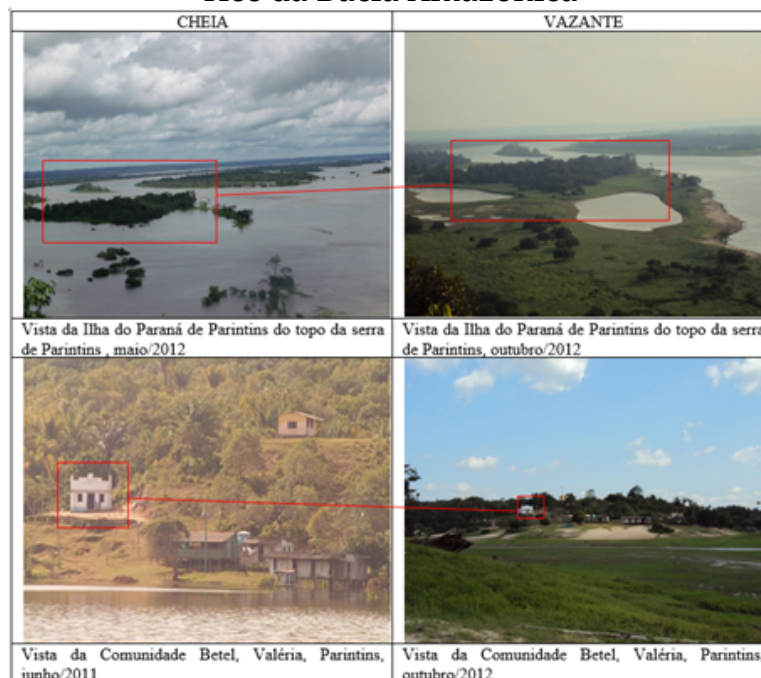 CHEIA
VAZANTE
Vista da Ilha do Paraná de Parintins do topo da serra
de Parintins , maio/2012
Vista da Ilha do Paraná de Parintins do topo da serra
de Parintins, outubro/2012
Vista da Comunidade Betel, Valéria, Parintins,
junho/2011
Vista da Comunidade Betel, Valéria, Parintins,
outubro/2012